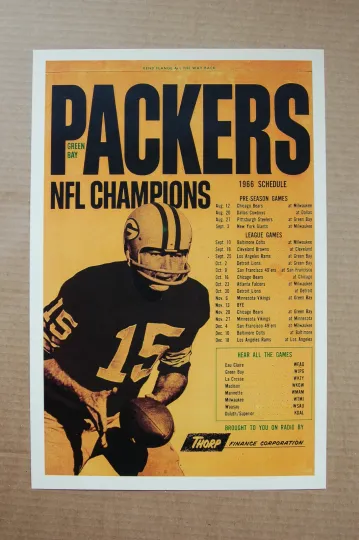 PACKERS
GREEN
BAY
NFL CHAMPIONS
1966 SCHEDULE
PRE-SEASON GAMES
Aug. 12 Chicago Bears at Milwaukee
Aug. 20 Dallas Cowboys at Dallas
Aug. 27 Pittsburgh Steelers at Green Bay
Sept. 3 New York Giants at Milwaukee
LEAGUE GAMES
Sept. 10 Baltimore Colts at Milwaukee
Sept. 18 Cleveland Browns at Cleveland
Sept. 25 Los Angeles Rams at Green Bay
Oct. 2 Detroit Lions at Green Bay
Oct. 9 San Francisco 49'ers at San Francisco
Oct. 16 Chicago Bears at Chicago
Oct. 23 Atlanta Falcons at Milwaukee
Oct. 30 Detroit Lions at Detroit
Nov. 6 Minnesota Vikings at Green Bay
Nov. 13 BYE
Nov. 20 Chicago Bears at Green Bay
Nov. 27 Minnesota Vikings at Minnesota
Dec. 4 San Francisco 49'ers at Milwaukee
Dec. 10 Baltimore Colts at Baltimore
Dec. 18 Los Angeles Rams at Los Angeles
15
15
HEAR ALL THE GAMES
Eau Claire WEAQ
Green Bay WJPG
La Crosse WKTY
Madison WKOW
Marinette WMAM
Milwaukee WTMJ
Wausau WSAU
Duluth/Superior KDAL
BROUGHT TO YOU ON RADIO BY
THORP FINANCE CORPORATION